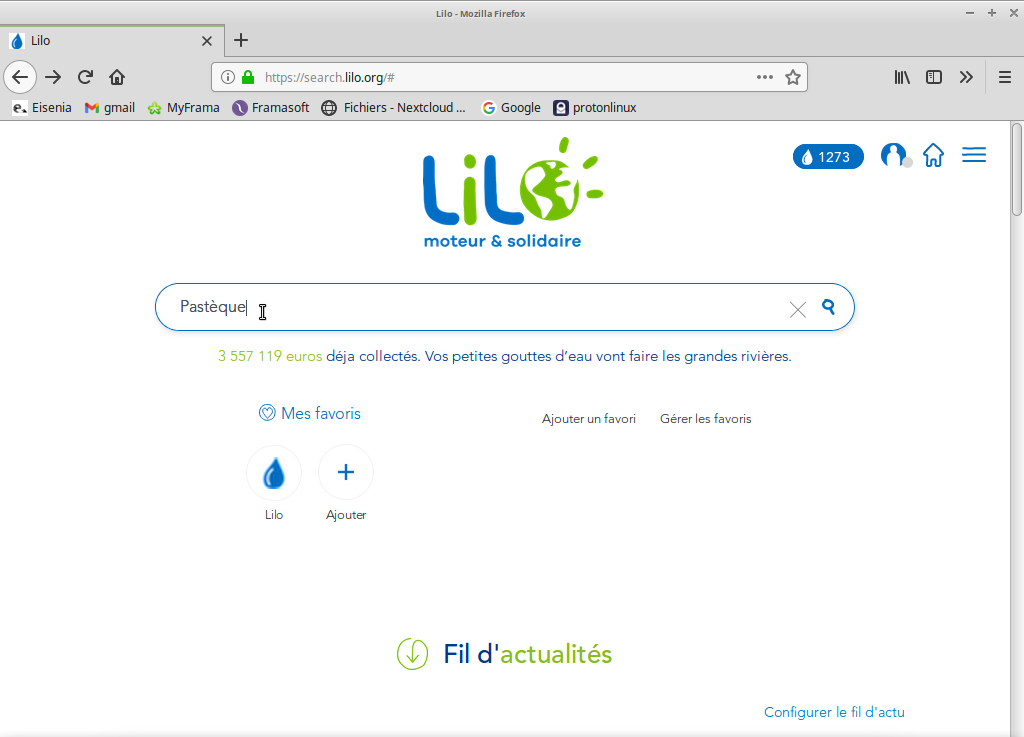 Lilo - Mozilla Firefox
Lilo
https://search.lilo.org/#
Eisenia gmail MyFrama Framasoft Fichiers - Nextcloud ... Google protonlinux
LiLO
moteur & solidaire
1273
Pastèque
3 557 119 euros déja collectés. Vos petites gouttes d’eau vont faire les grandes rivières.
Mes favoris
Ajouter un favori Gérer les favoris
Lilo Ajouter
Fil d'actualités
Configurer le fil d'actu